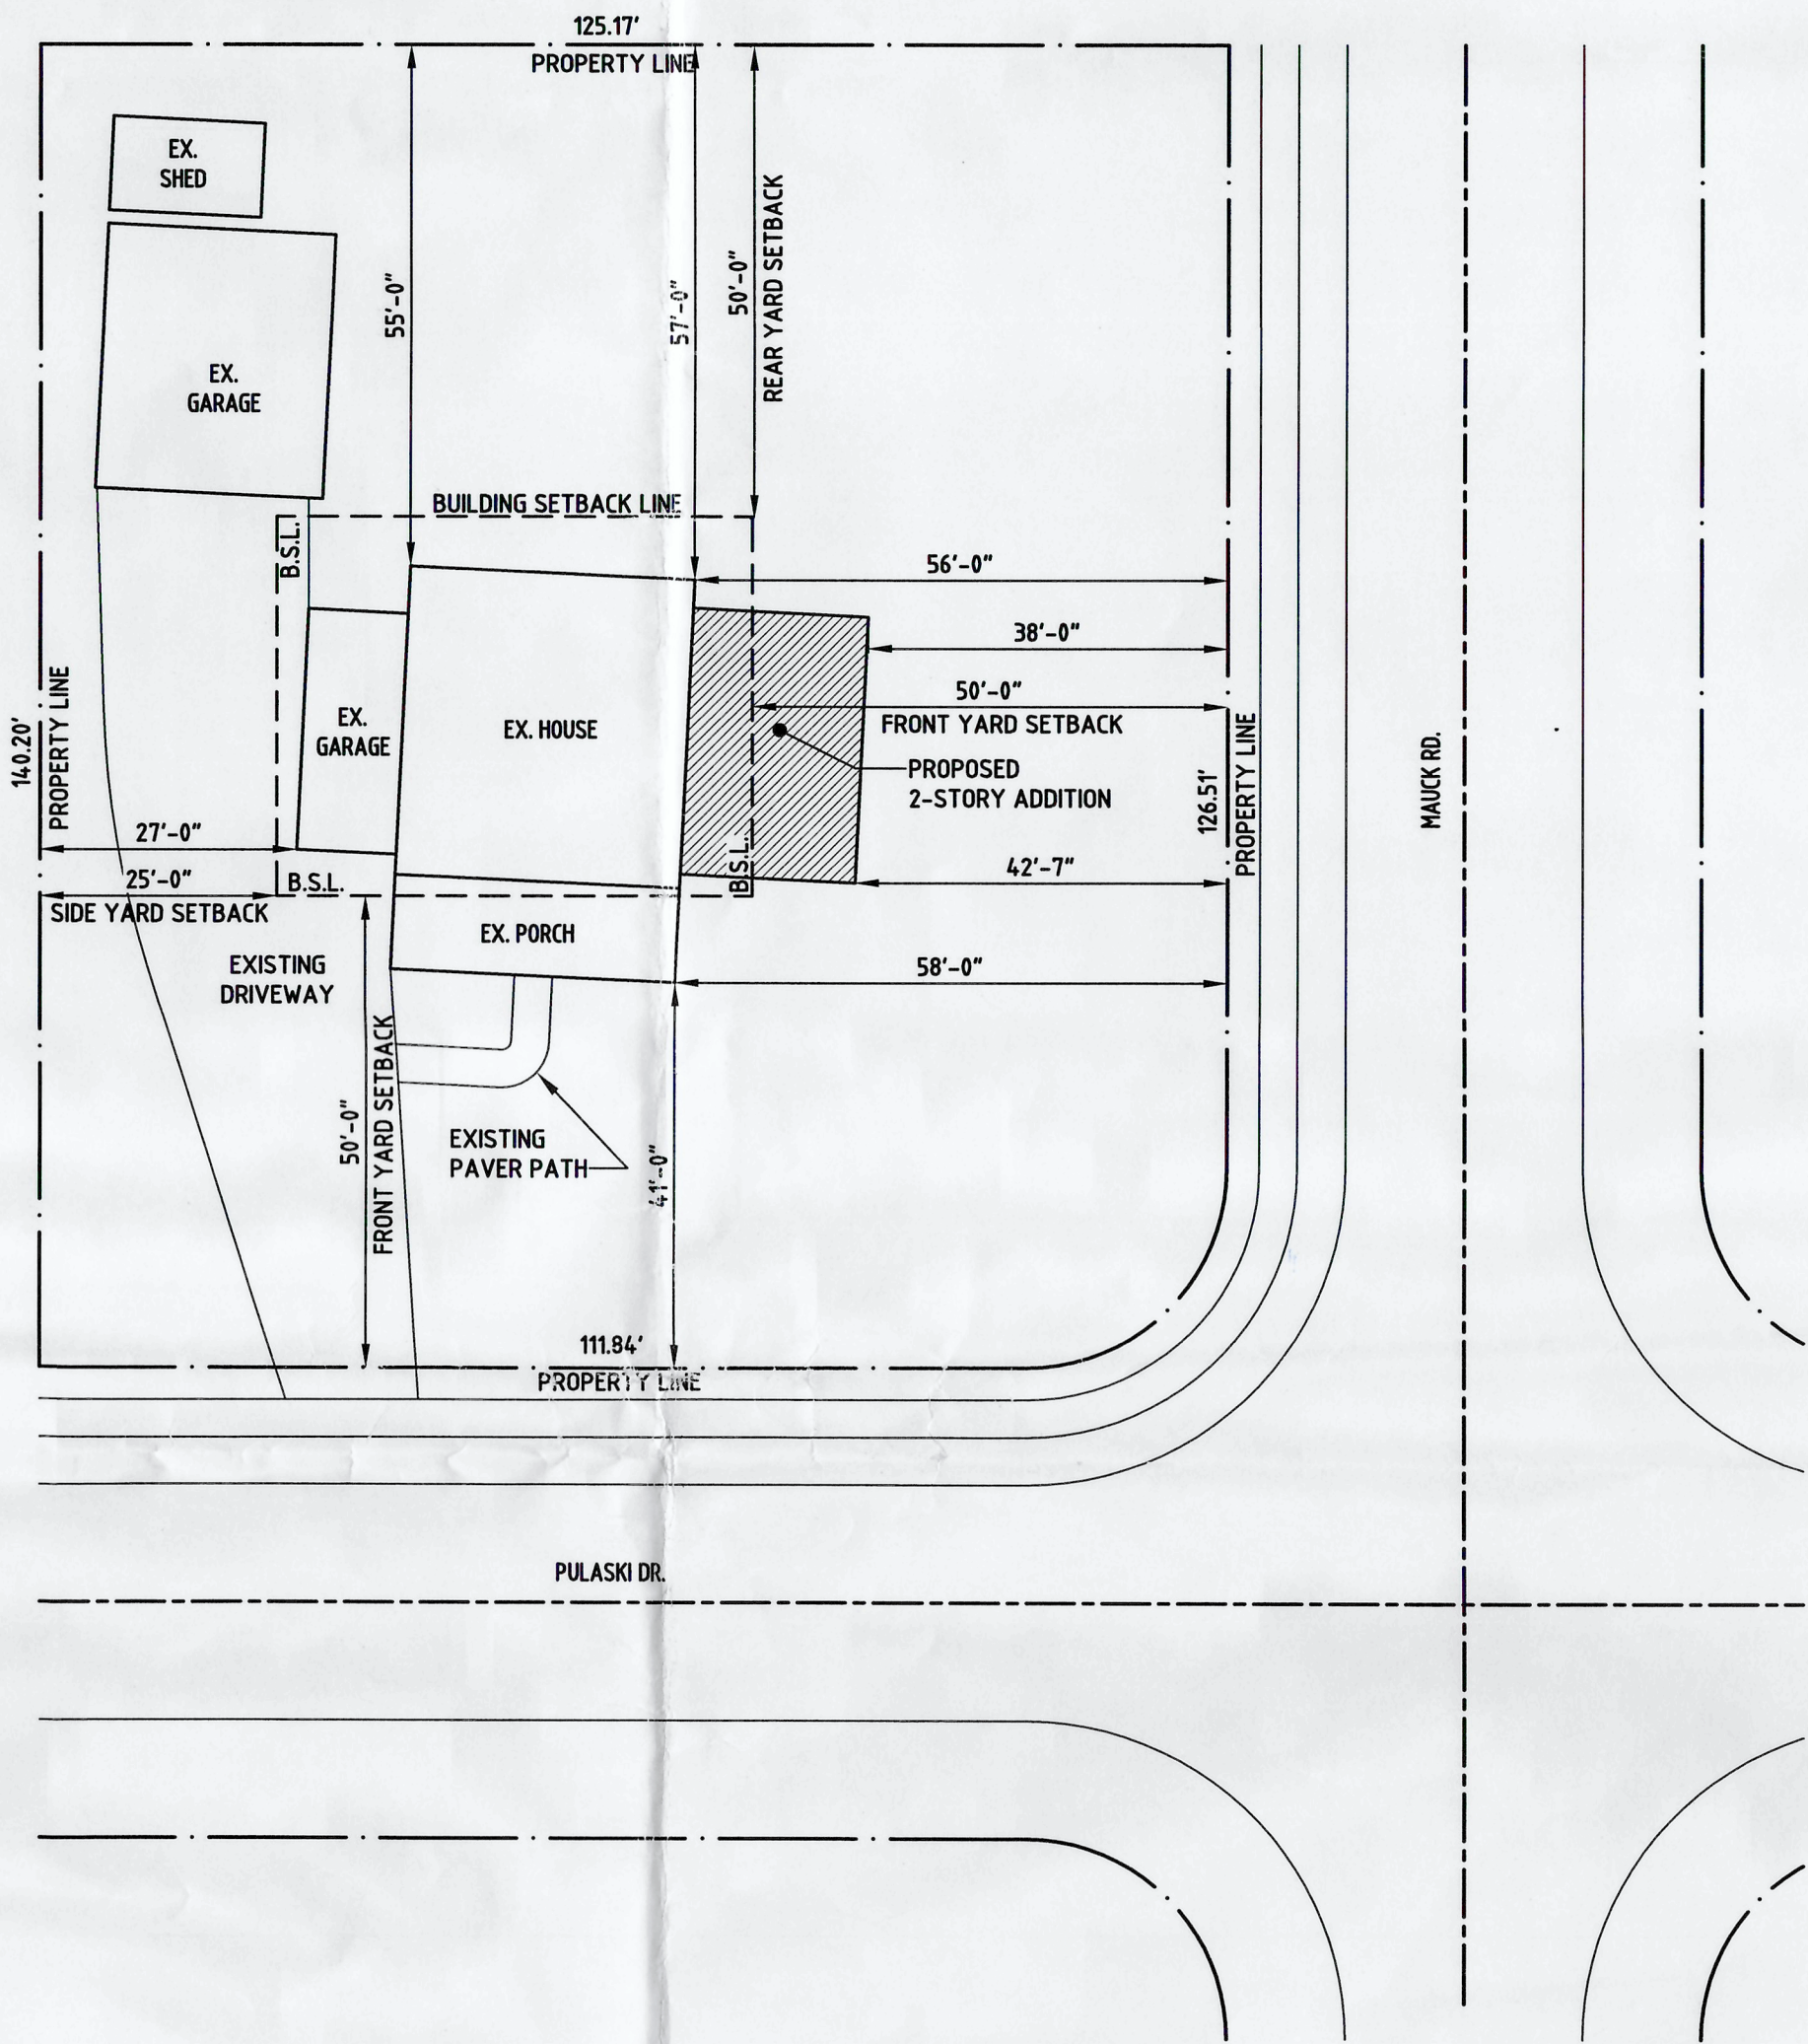 125.17'
PROPERTY LINE
EX.
SHED
EX.
GARAGE
55'-0"
57'-0"
50'-0"
REAR YARD SETBACK
BUILDING SETBACK LINE
B.S.L.
56'-0"
38'-0"
50'-0"
FRONT YARD SETBACK
PROPOSED
2-STORY ADDITION
EX.
GARAGE
EX. HOUSE
140.20'
PROPERTY LINE
126.51'
PROPERTY LINE
MAUCK RD.
27'-0"
25'-0"
SIDE YARD SETBACK
B.S.L.
B.S.L.
42'-7"
EX. PORCH
58'-0"
EXISTING
DRIVEWAY
50'-0"
FRONT YARD SETBACK
EXISTING
PAVER PATH
41'-0"
111.84'
PROPERTY LINE
PULASKI DR.